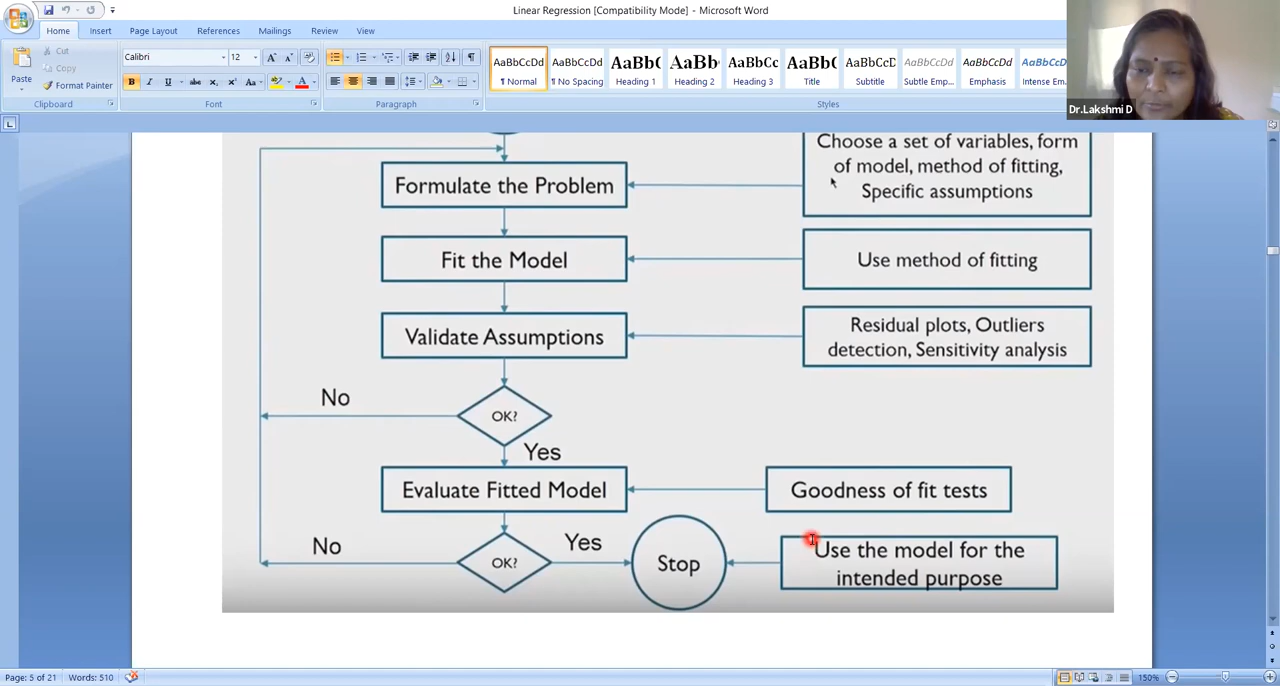 Linear Regression [Compatibility Mode] - Microsoft Word
Home Insert Page Layout References Mailings Review View
Cut
Copy
Format Painter
Paste
Clipboard
Calibri 12
Font
Paragraph
AaBbCcDd AaBbCcDd AaBbC AaBbC AaBbCc AaBbC AaBbCcC AaBbCcDd AaBbCcDd AaBbCcD
¶ Normal ¶ No Spacing Heading 1 Heading 2 Heading 3 Title Subtitle Subtle Emp... Emphasis Intense Em...
Styles
Dr.Lakshmi D
Choose a set of variables, form
of model, method of fitting,
Specific assumptions
Formulate the Problem
Fit the Model
Use method of fitting
Validate Assumptions
Residual plots, Outliers
detection, Sensitivity analysis
No
OK?
Yes
Evaluate Fitted Model
Goodness of fit tests
No
OK?
Yes
Stop
Use the model for the
intended purpose
Page: 5 of 21 Words: 510 150%